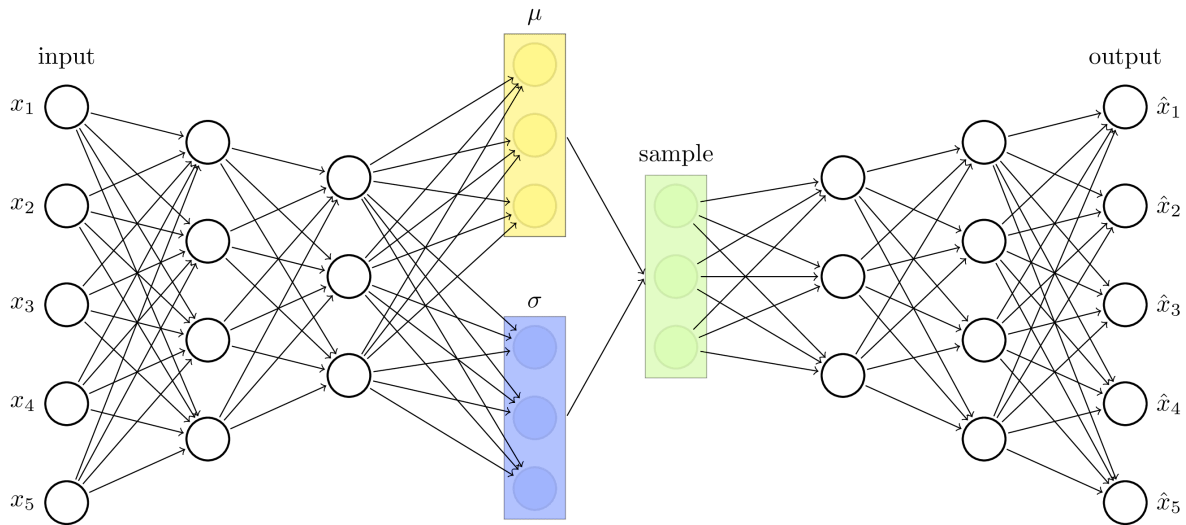 μ
input
output
x₁
x̂₁
sample
x₂
x̂₂
σ
x₃
x̂₃
x₄
x̂₄
x₅
x̂₅